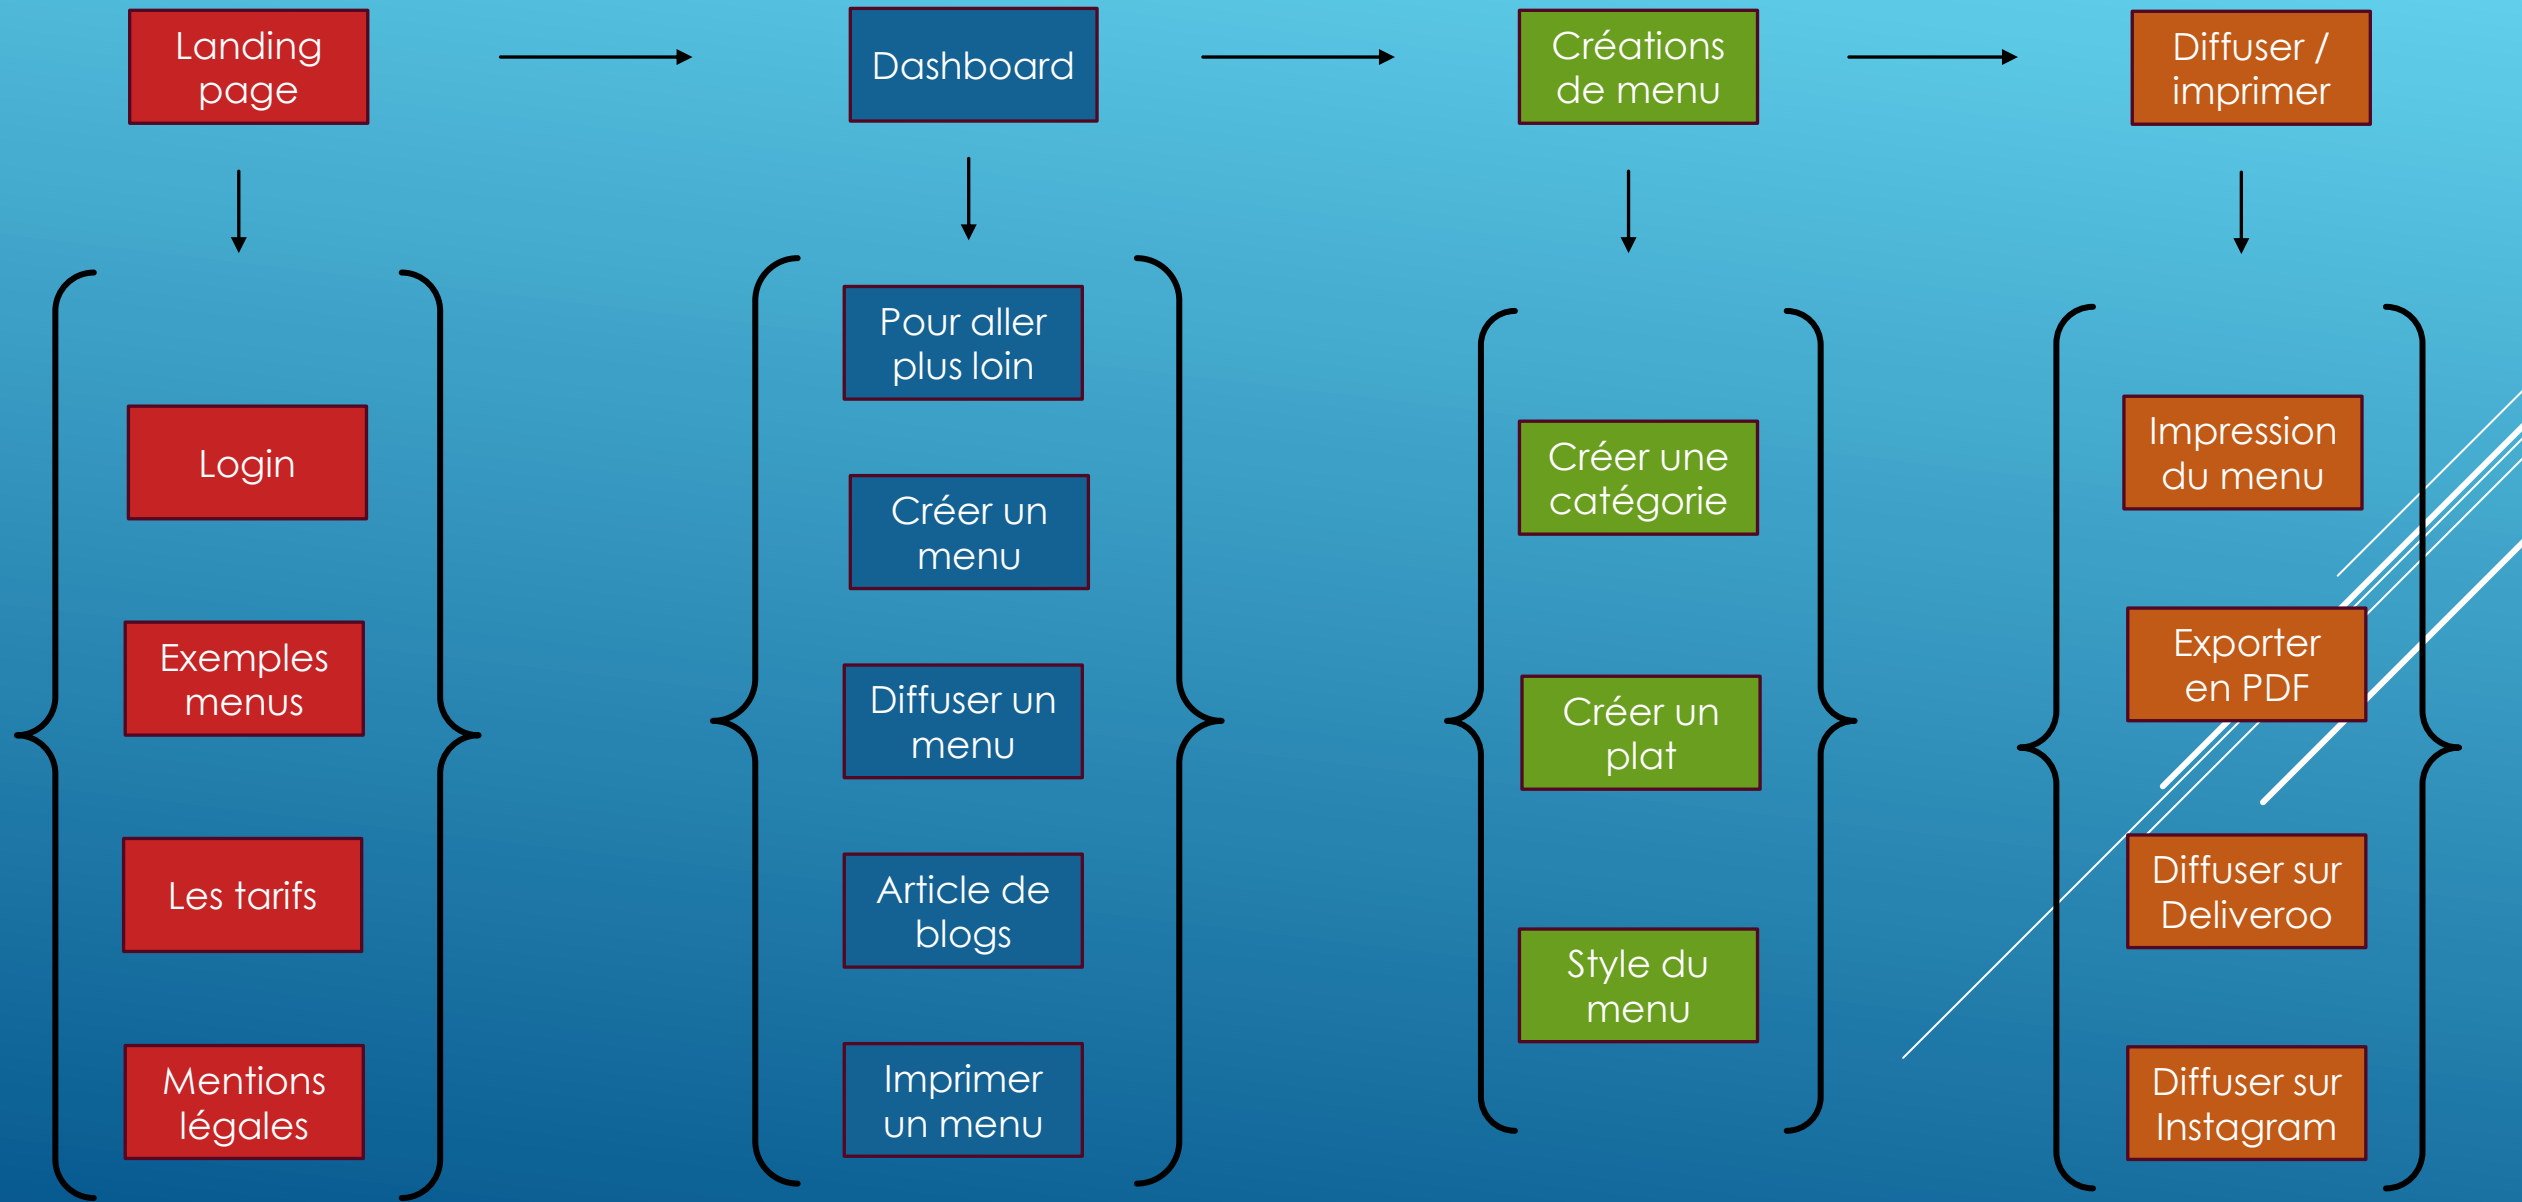 Landing
page
Dashboard
Créations
de menu
Diffuser /
imprimer
Login
Exemples
menus
Les tarifs
Mentions
légales
Pour aller
plus loin
Créer un
menu
Diffuser un
menu
Article de
blogs
Imprimer
un menu
Créer une
catégorie
Créer un
plat
Style du
menu
Impression
du menu
Exporter
en PDF
Diffuser sur
Deliveroo
Diffuser sur
Instagram